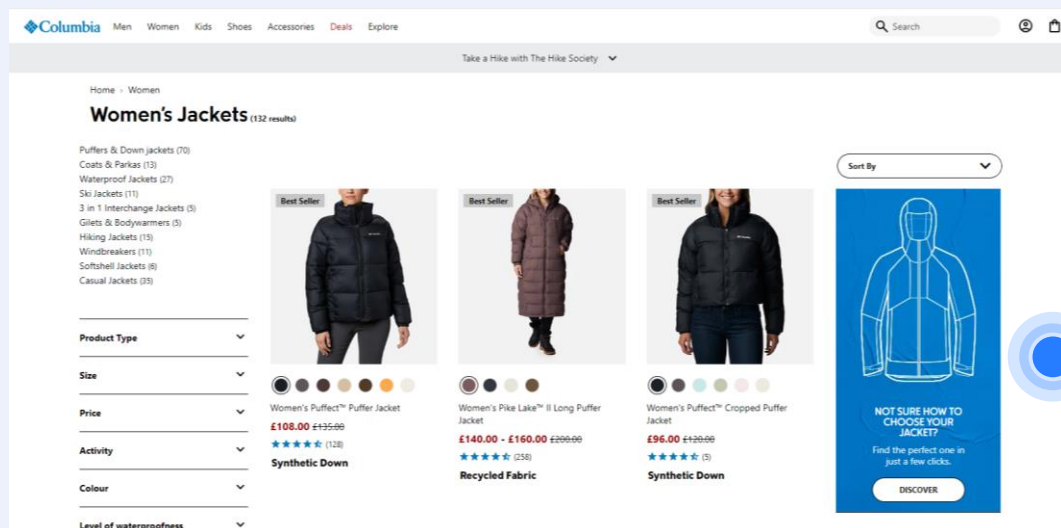 Columbia Men Women Kids Shoes Accessories Deals Explore Search
Take a Hike with The Hike Society
Home › Women
Women's Jackets (132 results)
Puffers & Down jackets (70)
Coats & Parkas (13)
Waterproof Jackets (27)
Ski Jackets (11)
3 in 1 Interchange Jackets (5)
Gilets & Bodywarmers (5)
Hiking Jackets (15)
Windbreakers (11)
Softshell Jackets (6)
Casual Jackets (35)
Product Type
Size
Price
Activity
Colour
Level of waterproofness
Sort By
Best Seller
Women's Puffect™ Puffer Jacket
£108.00 £135.00
(128)
Synthetic Down
Best Seller
Women's Pike Lake™ II Long Puffer
Jacket
£140.00 - £160.00 £200.00
(258)
Recycled Fabric
Best Seller
Women's Puffect™ Cropped Puffer
Jacket
£96.00 £120.00
(5)
Synthetic Down
NOT SURE HOW TO
CHOOSE YOUR
JACKET?
Find the perfect one in
just a few clicks.
DISCOVER